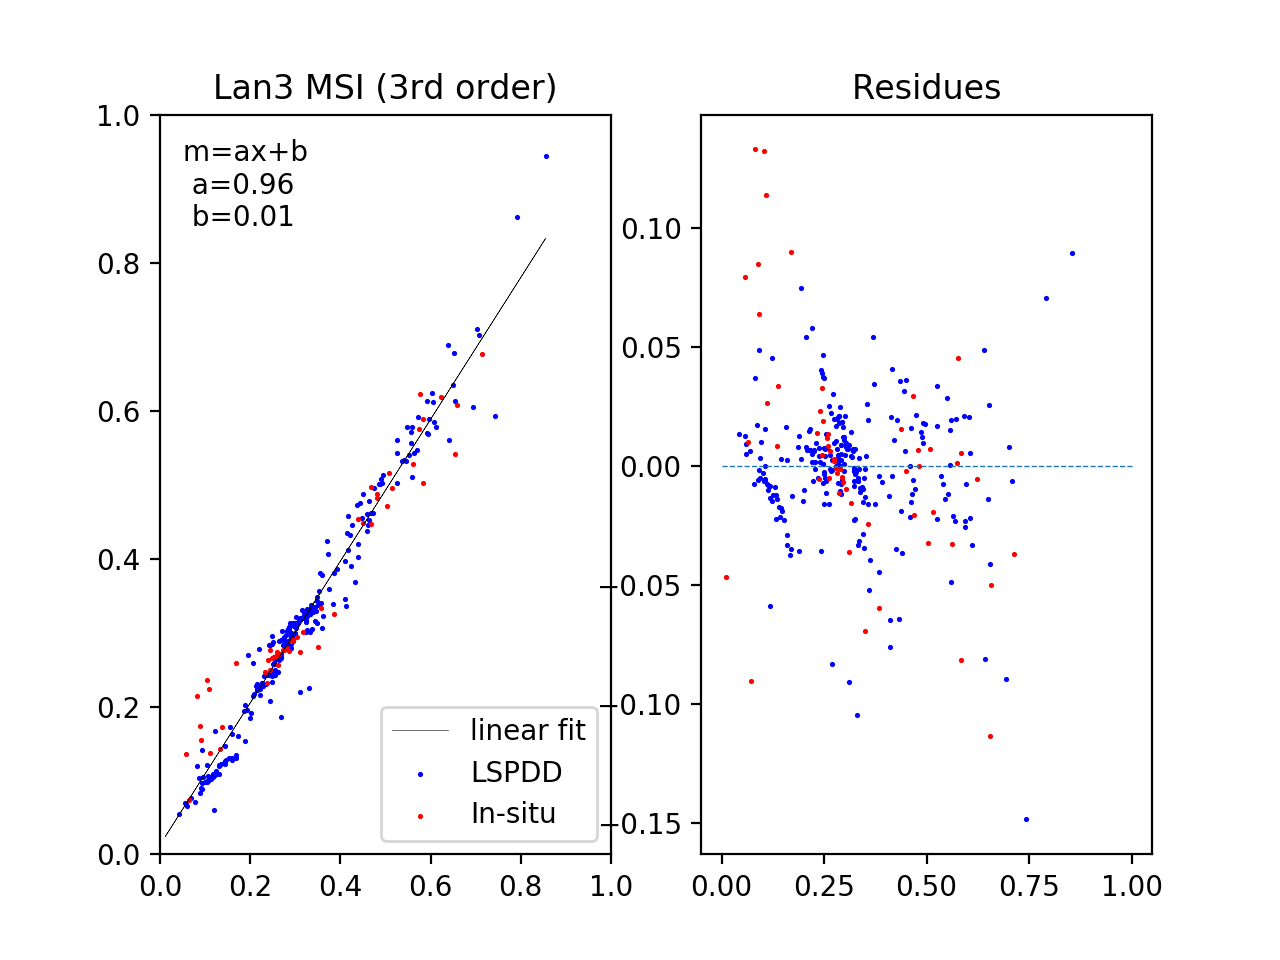 Lan3 MSI (3rd order)
m=ax+b
a=0.96
b=0.01
1.0
0.8
0.6
0.4
0.2
0.0
0.0 0.2 0.4 0.6 0.8 1.0
linear fit
LSPDD
In-situ
Residues
0.10
0.05
0.00
−0.05
−0.10
−0.15
0.00 0.25 0.50 0.75 1.00